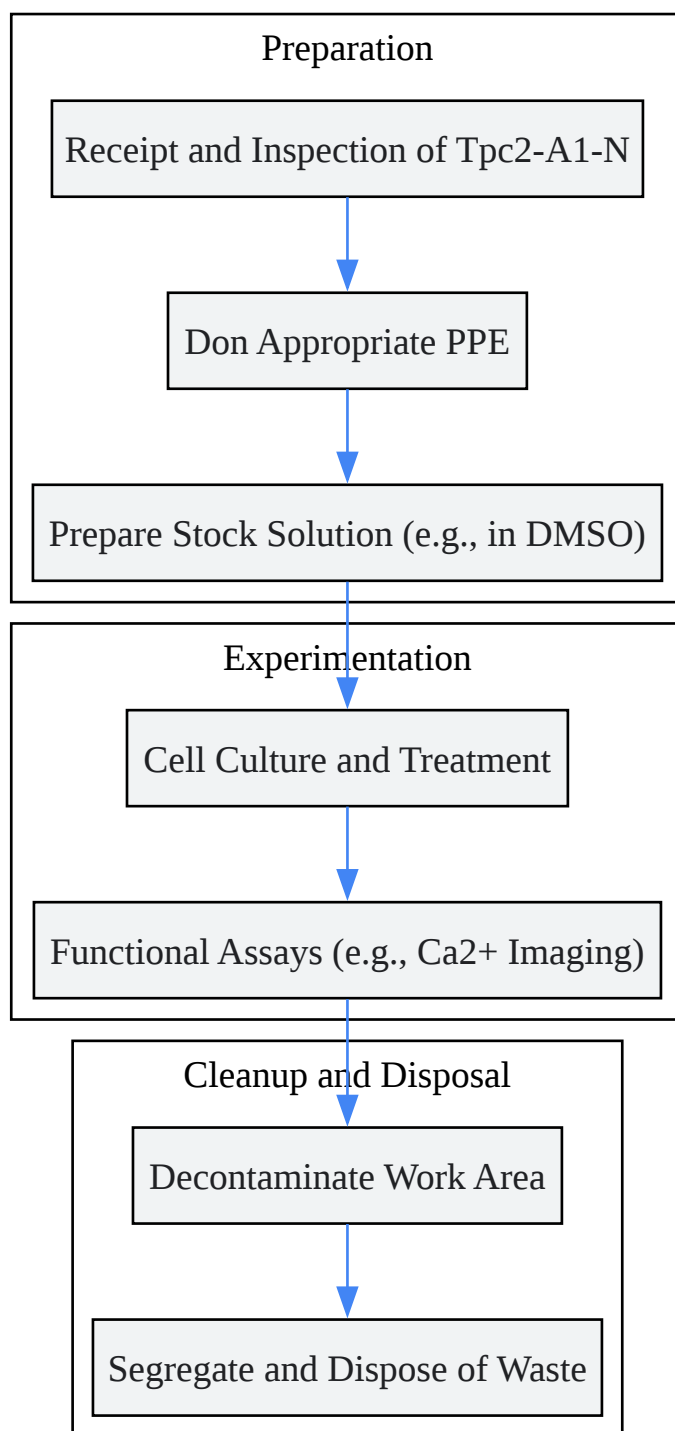 Preparation
Receipt and Inspection of Tpc2-A1-N
Don Appropriate PPE
Prepare Stock Solution (e.g., in DMSO)
Experimentation
Cell Culture and Treatment
Functional Assays (e.g., Ca2+ Imaging)
Cleanup and Disposal
Decontaminate Work Area
Segregate and Dispose of Waste